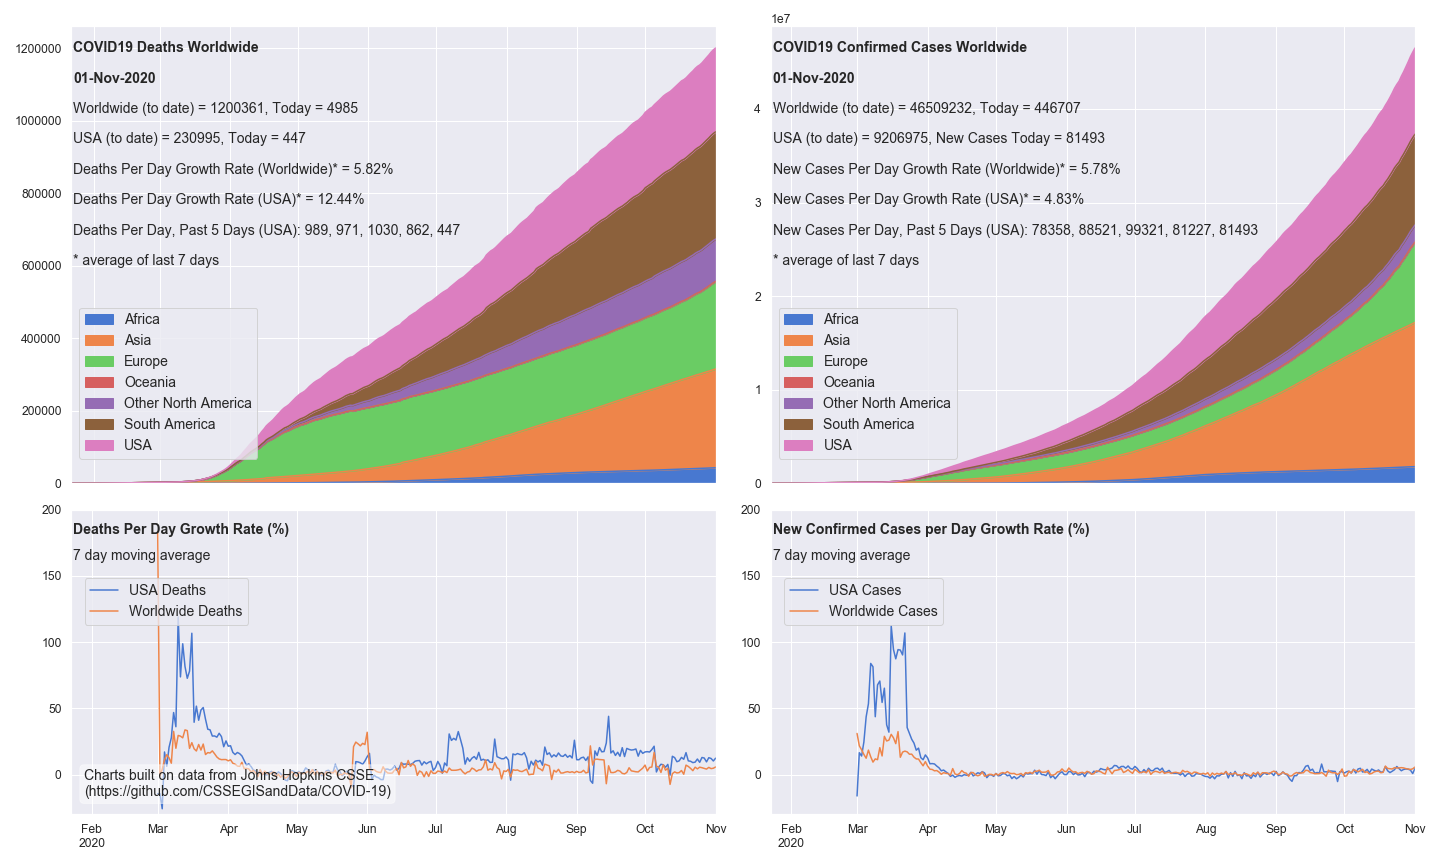 COVID19 Deaths Worldwide
01-Nov-2020
Worldwide (to date) = 1200361, Today = 4985
USA (to date) = 230995, Today = 447
Deaths Per Day Growth Rate (Worldwide)* = 5.82%
Deaths Per Day Growth Rate (USA)* = 12.44%
Deaths Per Day, Past 5 Days (USA): 989, 971, 1030, 862, 447
* average of last 7 days
1200000
1000000
800000
600000
400000
200000
0
Africa
Asia
Europe
Oceania
Other North America
South America
USA
1e7
COVID19 Confirmed Cases Worldwide
01-Nov-2020
Worldwide (to date) = 46509232, Today = 446707
USA (to date) = 9206975, New Cases Today = 81493
New Cases Per Day Growth Rate (Worldwide)* = 5.78%
New Cases Per Day Growth Rate (USA)* = 4.83%
New Cases Per Day, Past 5 Days (USA): 78358, 88521, 99321, 81227, 81493
* average of last 7 days
4
3
2
1
0
Africa
Asia
Europe
Oceania
Other North America
South America
USA
Deaths Per Day Growth Rate (%)
7 day moving average
USA Deaths
Worldwide Deaths
200
150
100
50
0
Charts built on data from Johns Hopkins CSSE
(https://github.com/CSSEGISandData/COVID-19)
Feb Mar Apr May Jun Jul Aug Sep Oct Nov
2020
New Confirmed Cases per Day Growth Rate (%)
7 day moving average
USA Cases
Worldwide Cases
200
150
100
50
0
Feb Mar Apr May Jun Jul Aug Sep Oct Nov
2020